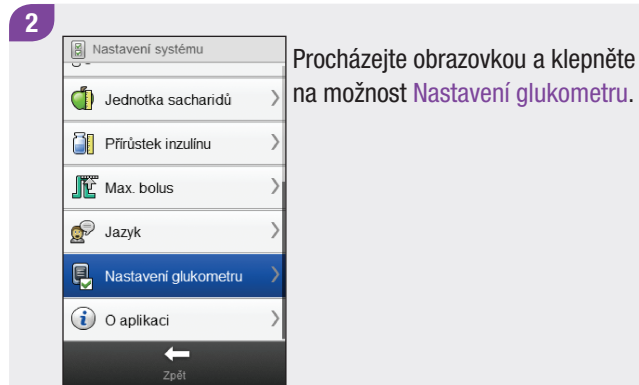 2
Nastavení systému
Jednotka sacharidů
Přírůstek inzulínu
Max. bolus
Jazyk
Nastavení glukometru
O aplikaci
Zpět
Procházejte obrazovkou a klepněte
na možnost Nastavení glukometru.